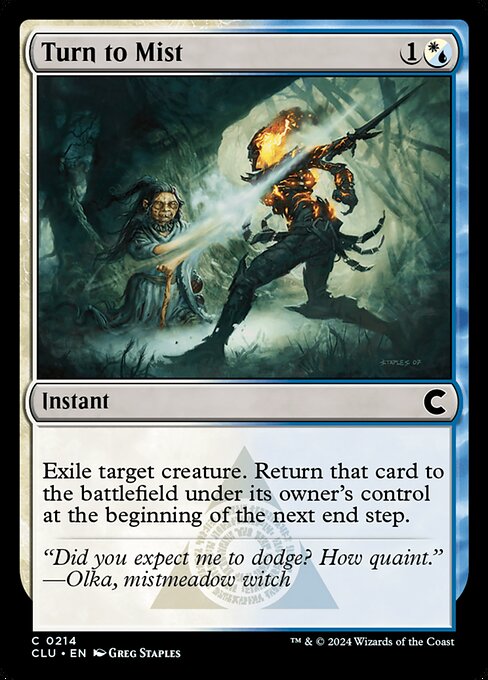 Turn to Mist 1
STAPLES 07
Instant C
Exile target creature. Return that card to
the battlefield under its owner's control
at the beginning of the next end step.
"Did you expect me to dodge? How quaint."
—Olka, mistmeadow witch
C 0214
CLU • EN Greg Staples ™ & © 2024 Wizards of the Coast